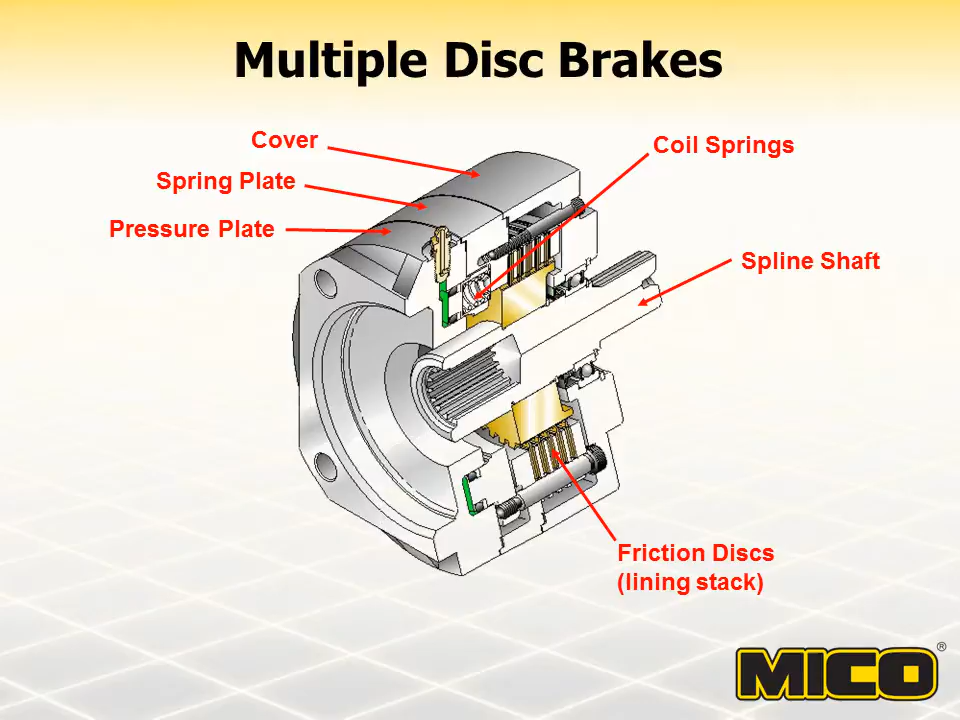 Multiple Disc Brakes
Cover
Coil Springs
Spring Plate
Pressure Plate
Spline Shaft
Friction Discs
(lining stack)
MICO®